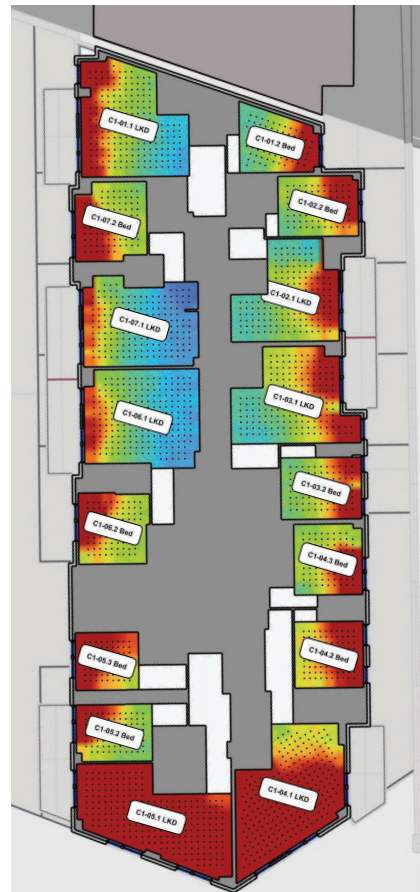 C1-01.1 LKD
C1-01.2 Bed
C1-07.2 Bed
C1-02.2 Bed
C1-07.1 LKD
C1-02.1 LKD
C1-06.1 LKD
C1-03.1 LKD
C1-03.2 Bed
C1-06.2 Bed
C1-04.3 Bed
C1-05.3 Bed
C1-04.2 Bed
C1-05.2 Bed
C1-05.1 LKD
C1-04.1 LKD